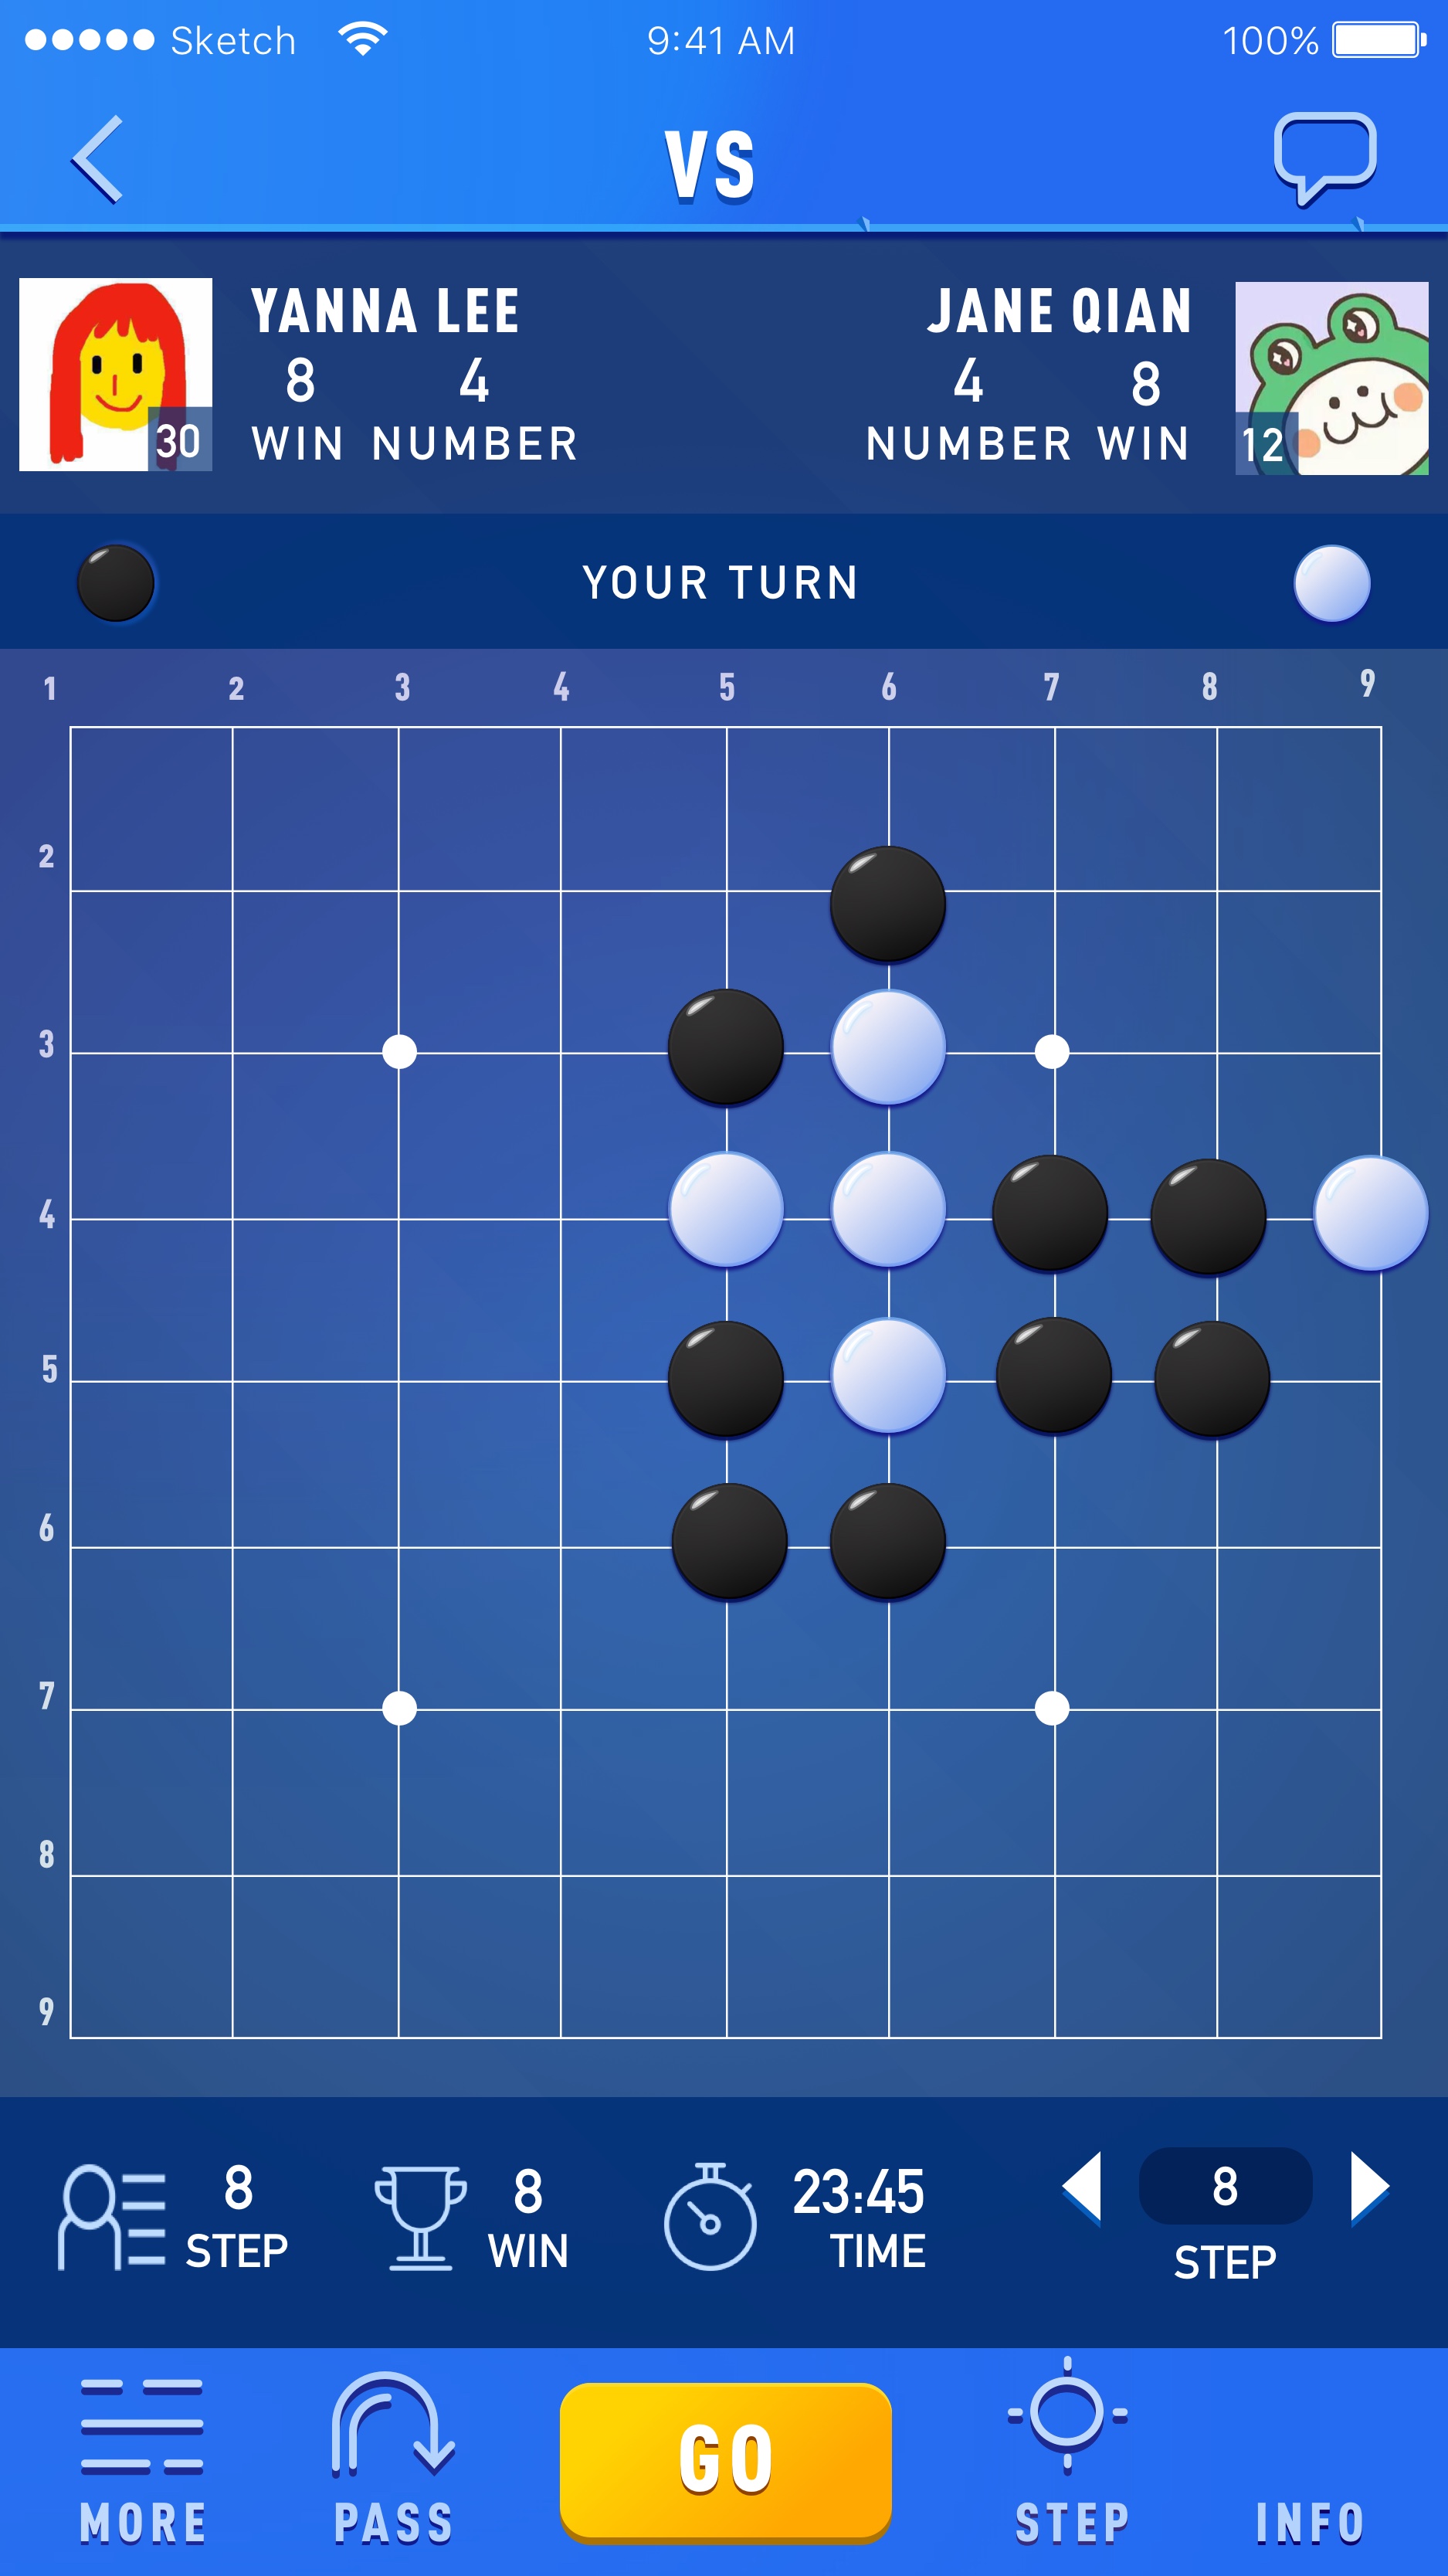 Sketch 9:41 AM 100%
VS
YANNA LEE JANE QIAN
8 4 4 8
30 WIN NUMBER NUMBER WIN 12
YOUR TURN
1 2 3 4 5 6 7 8 9
2
3
4
5
6
7
8
9
8 8 23:45 8
STEP WIN TIME STEP
GO
MORE PASS STEP INFO